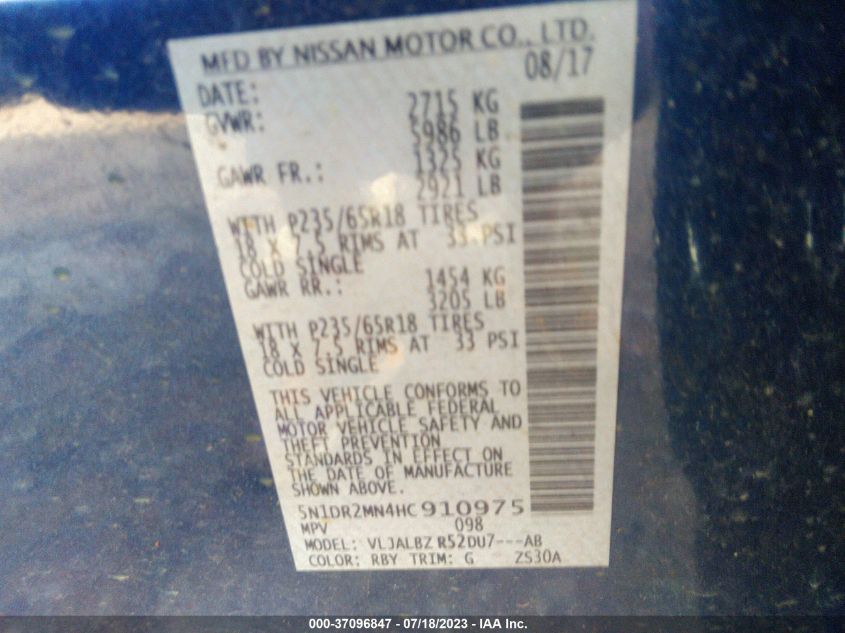 MFD BY NISSAN MOTOR CO., LTD.
DATE: 08/17
GVWR: 2715 KG
5986 LB
GAWR FR.: 1325 KG
2921 LB
WITH P235/65R18 TIRES
18 X 7.5 RIMS AT 33 PSI
COLD SINGLE
GAWR RR.: 1454 KG
3205 LB
WITH P235/65R18 TIRES
18 X 7.5 RIMS AT 33 PSI
COLD SINGLE
THIS VEHICLE CONFORMS TO
ALL APPLICABLE FEDERAL
MOTOR VEHICLE SAFETY AND
THEFT PREVENTION
STANDARDS IN EFFECT ON
THE DATE OF MANUFACTURE
SHOWN ABOVE.
5N1DR2MN4HC910975
MPV 098
MODEL: VLJALBZ R52DU7---AB
COLOR: RBY TRIM: G ZS30A
000-37096847 / 07/18/2023 - IAA Inc.